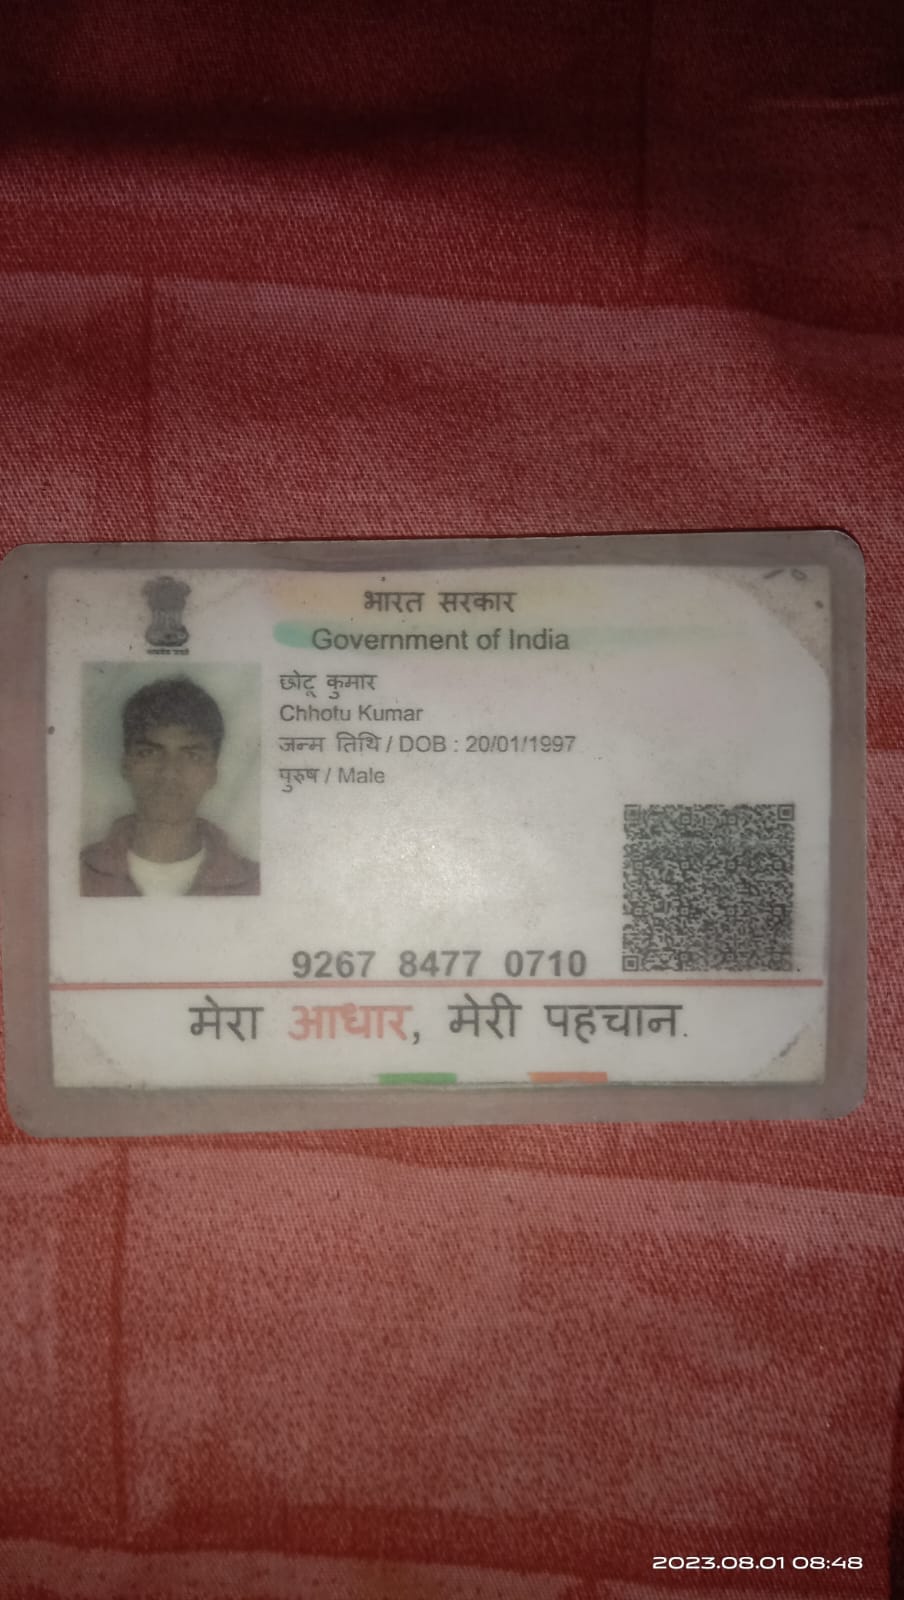 भारत सरकार
Government of India
छोटू कुमार
Chhotu Kumar
जन्म तिथि / DOB : 20/01/1997
पुरुष / Male
9267 8477 0710
मेरा आधार, मेरी पहचान.
2023.08.01 08:48